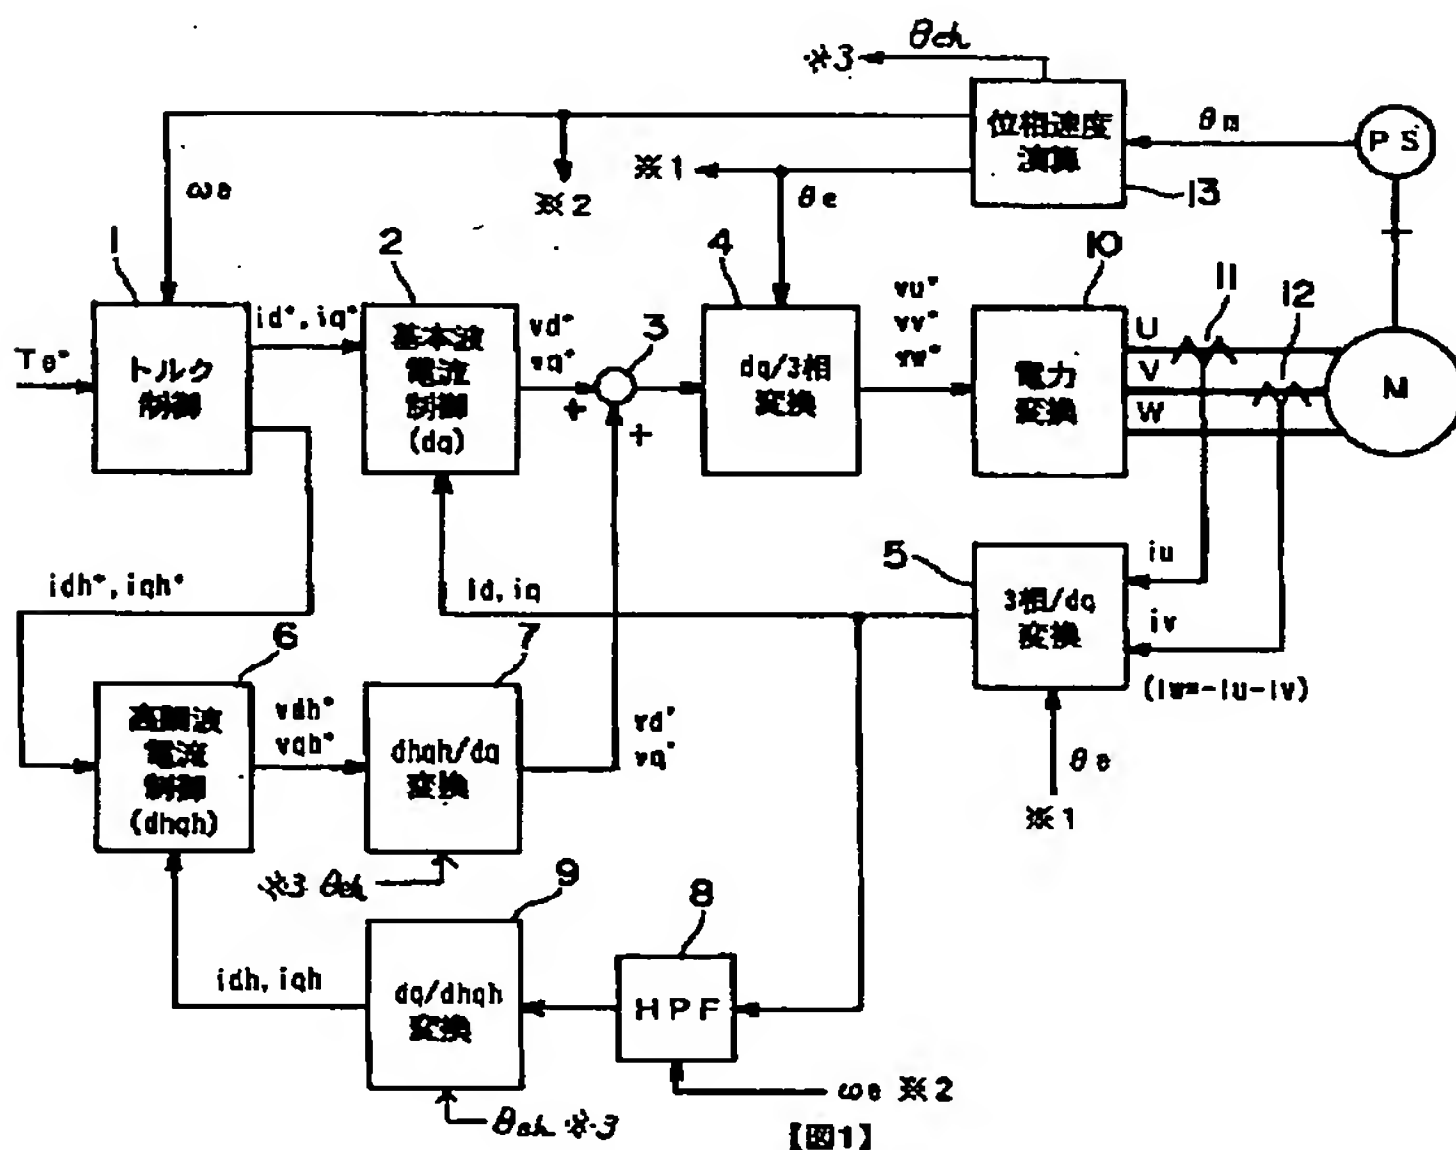 ※3
θeh
位相速度
演算
θm
PS
13
ωe
※1
※2
θe
1
2
4
10
11
12
Te*
トルク
制御
id*, iq*
基本波
電流
制御
(dq)
vd*
vq*
3
+
+
dq/3相
変換
vu*
vv*
vw*
電力
変換
U
V
W
M
5
3相/dq
変換
iu
iv
(iw=-iu-iv)
idh*, iqh*
id, iq
6
高調波
電流
制御
(dhqh)
vdh*
vqh*
7
dhqh/dq
変換
vd'
vq'
θe
※1
※3 θeh
9
8
idh, iqh
dq/dhqh
変換
HPF
θeh ※3
ωe ※2
【図1】